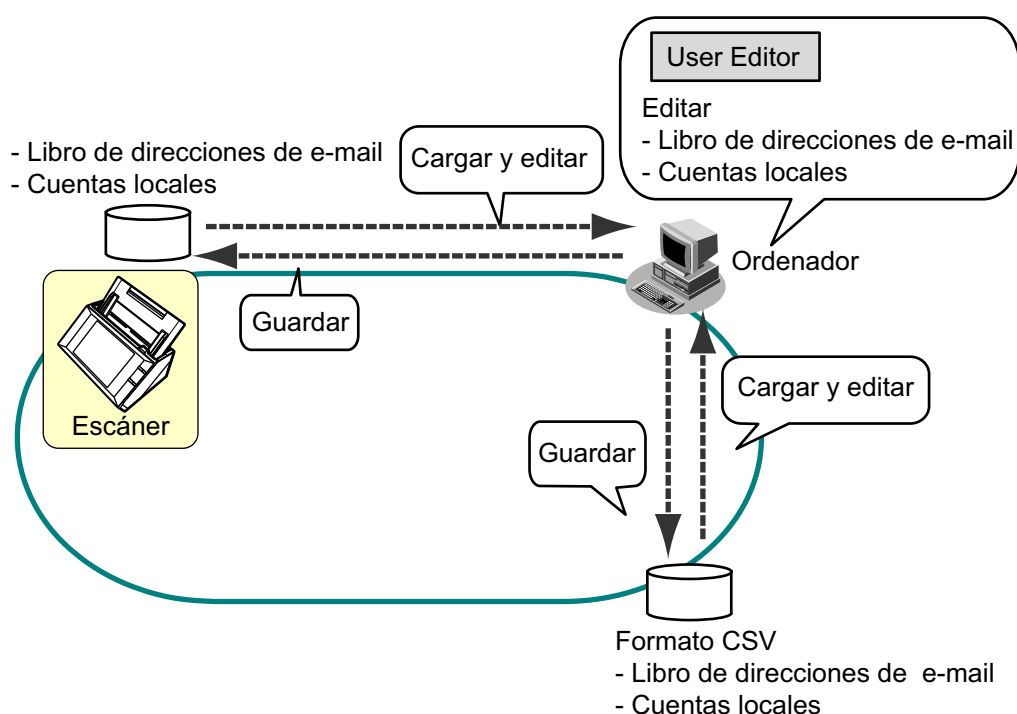 User Editor
Editar
- Libro de direcciones de e-mail
- Cuentas locales
- Libro de direcciones de e-mail
- Cuentas locales
Cargar y editar
Ordenador
Guardar
Escáner
Cargar y editar
Guardar
Formato CSV
- Libro de direcciones de  e-mail
- Cuentas locales